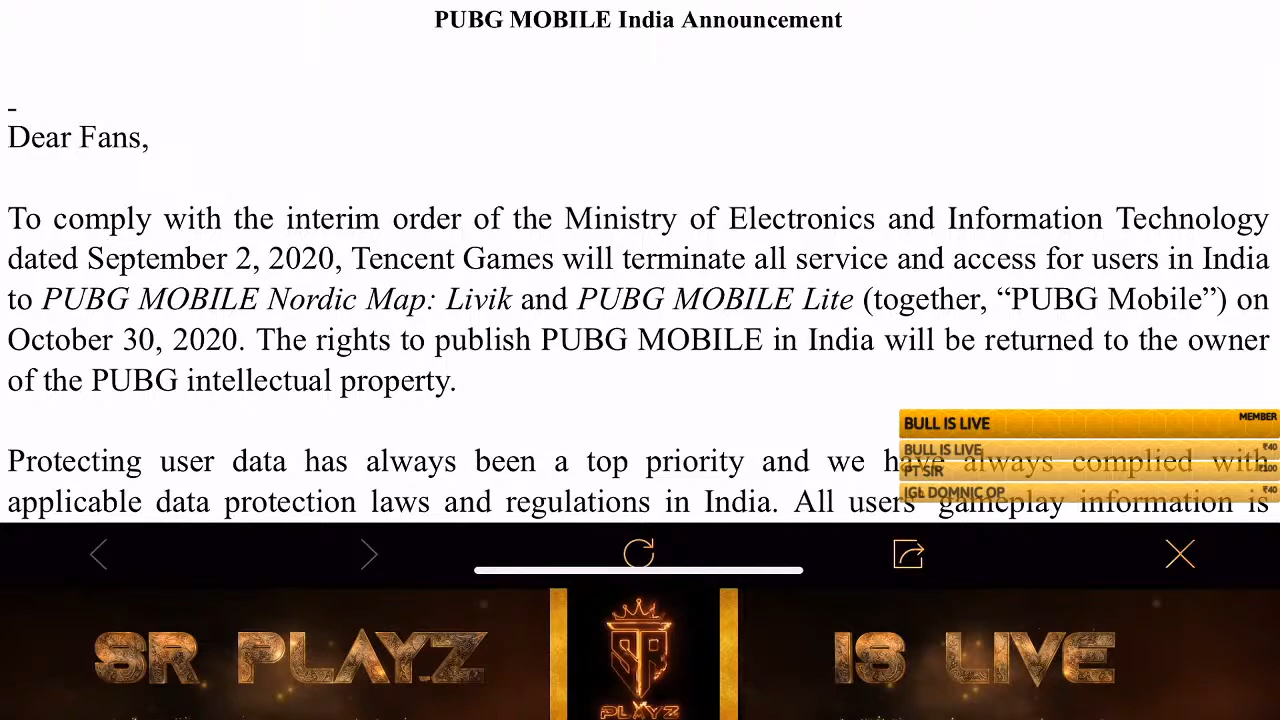 PUBG MOBILE India Announcement
-
Dear Fans,
To comply with the interim order of the Ministry of Electronics and Information Technology
dated September 2, 2020, Tencent Games will terminate all service and access for users in India
to PUBG MOBILE Nordic Map: Livik and PUBG MOBILE Lite (together, “PUBG Mobile”) on
October 30, 2020. The rights to publish PUBG MOBILE in India will be returned to the owner
of the PUBG intellectual property.
BULL IS LIVE MEMBER
BULL IS LIVE ₹40
Protecting user data has always been a top priority and we have always complied with
PT SIR ₹100
IGL DOMNIC OP ₹40
applicable data protection laws and regulations in India. All users' gameplay information is
SR PLAYZ
IS LIVE
SR
PLAYZ